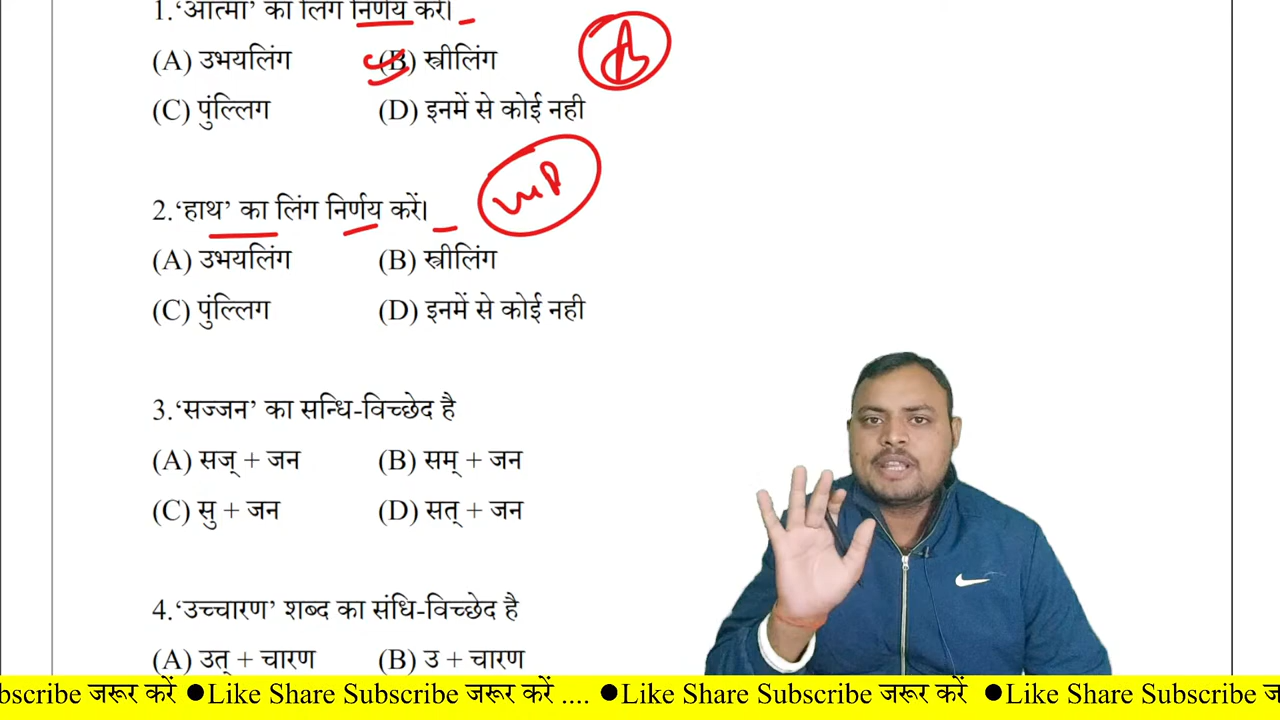 1.‘आत्मा’ का लिंग निर्णय करें।
(A) उभयलिंग (B) स्त्रीलिंग
(C) पुंल्लिग (D) इनमें से कोई नही
2.‘हाथ’ का लिंग निर्णय करें।
(A) उभयलिंग (B) स्त्रीलिंग
(C) पुंल्लिग (D) इनमें से कोई नही
3.‘सज्जन’ का सन्धि-विच्छेद है
(A) सज् + जन (B) सम् + जन
(C) सु + जन (D) सत् + जन
4.‘उच्चारण’ शब्द का संधि-विच्छेद है
(A) उत् + चारण (B) उ + चारण
bscribe जरूर करें ●Like Share Subscribe जरूर करें .... ●Like Share Subscribe जरूर करें ●Like Share Subscribe ज